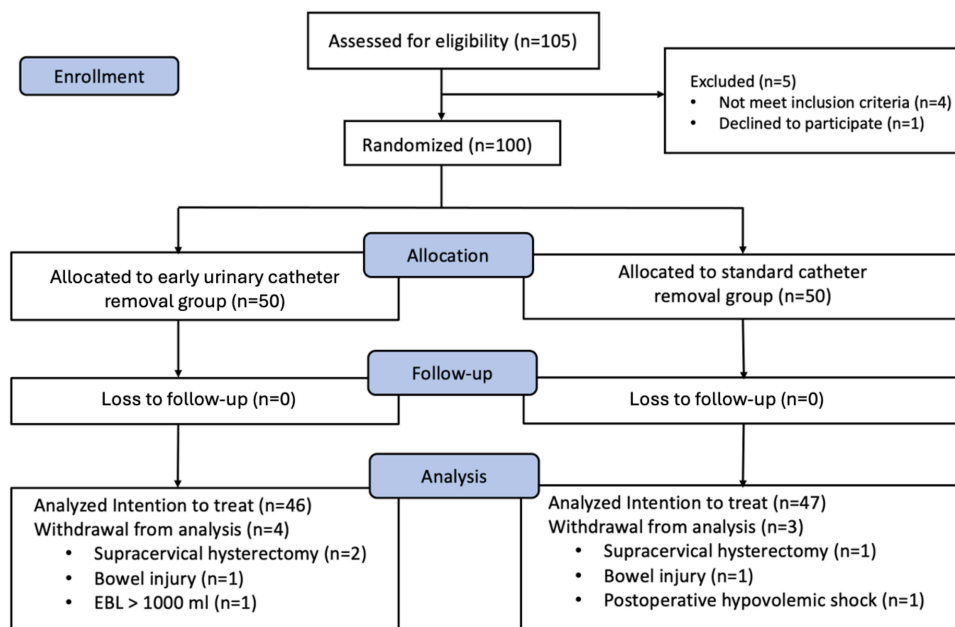 Assessed for eligibility (n=105)
Enrollment
Excluded (n=5)
• Not meet inclusion criteria (n=4)
• Declined to participate (n=1)
Randomized (n=100)
Allocation
Allocated to early urinary catheter
removal group (n=50)
Allocated to standard catheter
removal group (n=50)
Follow-up
Loss to follow-up (n=0)
Loss to follow-up (n=0)
Analysis
Analyzed Intention to treat (n=46)
Withdrawal from analysis (n=4)
• Supracervical hysterectomy (n=2)
• Bowel injury (n=1)
• EBL > 1000 ml (n=1)
Analyzed Intention to treat (n=47)
Withdrawal from analysis (n=3)
• Supracervical hysterectomy (n=1)
• Bowel injury (n=1)
• Postoperative hypovolemic shock (n=1)